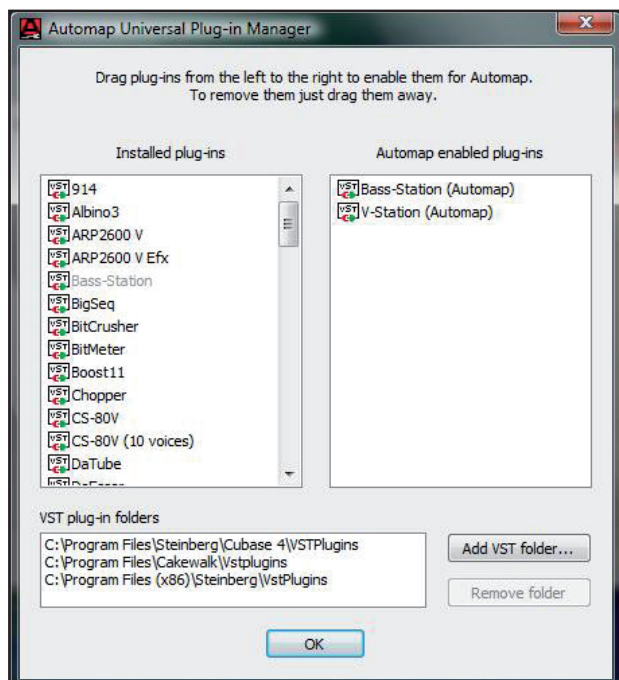 Automap Universal Plug-in Manager
Drag plug-ins from the left to the right to enable them for Automap.
To remove them just drag them away.
Installed plug-ins
914
Albino3
ARP2600 V
ARP2600 V Efx
Bass-Station
BigSeq
BitCrusher
BitMeter
Boost11
Chopper
CS-80V
CS-80V (10 voices)
DaTube
Automap enabled plug-ins
Bass-Station (Automap)
V-Station (Automap)
VST plug-in folders
C:\Program Files\Steinberg\Cubase 4\VSTPlugins
C:\Program Files\Cakewalk\Vstplugins
C:\Program Files (x86)\Steinberg\VstPlugins
Add VST folder...
Remove folder
OK